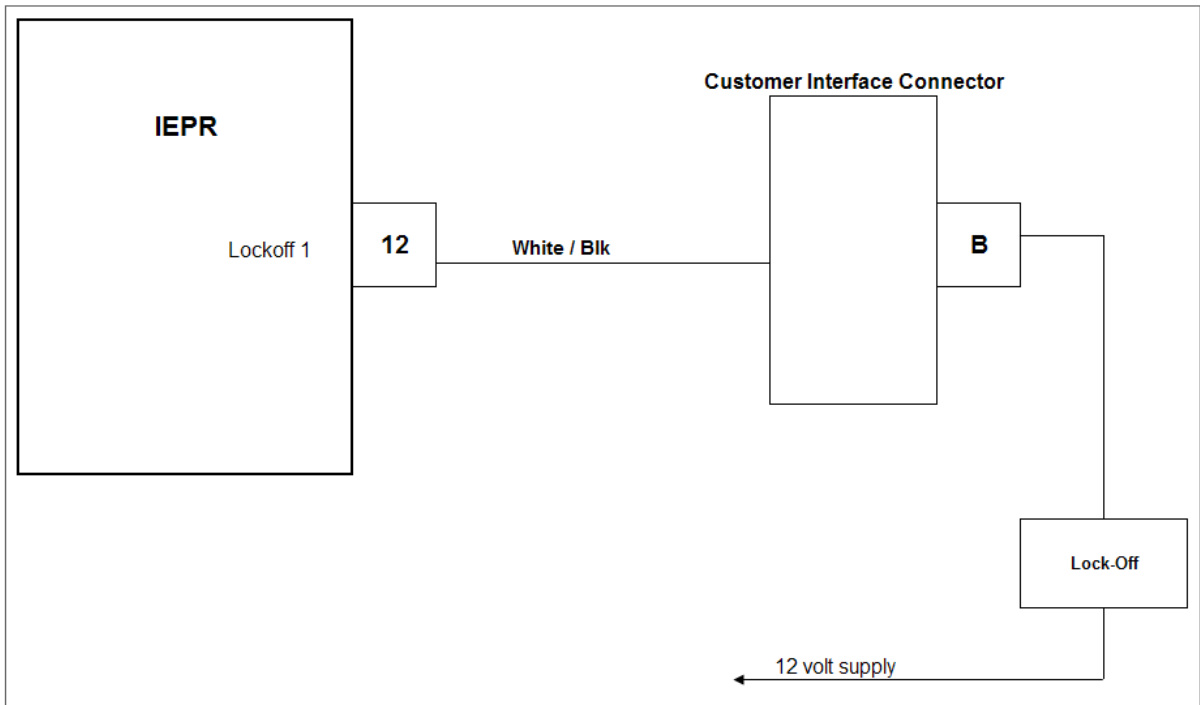 Customer Interface Connector
IEPR
Lockoff 1
12
White / Blk
B
Lock-Off
12 volt supply